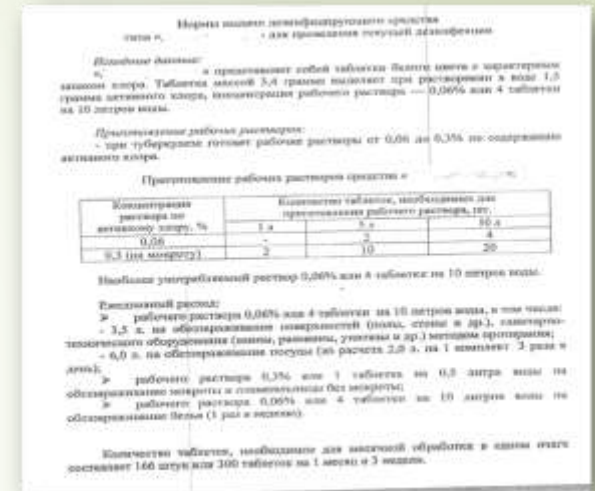 Нормы выдачи дезинфицирующего средства
типа «, - для проведения текущей дезинфекции
Исходные данные:
«, » представляет собой таблетки белого цвета с характерным
запахом хлора. Таблетка массой 3,4 грамма выделяет при растворении в воде 1,5
грамма активного хлора, концентрация рабочего раствора — 0,06% или 4 таблетки
на 10 литров воды.
Приготовление рабочих растворов:
- при туберкулезе готовят рабочие растворы от 0,06 до 0,3% по содержанию
активного хлора.
Приготовление рабочих растворов средства « »,
Концентрация раствора по активному хлору, %
Количество таблеток, необходимых для приготовления рабочего раствора, шт.
1 л 5 л 10 л
0,06 - 2 4
0,3 (на мокроту) 2 10 20
Наиболее употребляемый раствор 0,06% или 4 таблетки на 10 литров воды.
Ежедневный расход:
➢ рабочего раствора 0,06% или 4 таблетки на 10 литров воды, в том числе:
- 3,5 л. на обеззараживание поверхностей (полы, стены и др.), санитарно-
технического оборудования (ванны, раковины, унитазы и др.) методом протирания;
- 6,0 л. на обеззараживание посуды (из расчета 2,0 л. на 1 комплект 3 раза в
день);
➢ рабочего раствора 0,3% или 1 таблетка на 0,5 литра воды на
обеззараживание мокроты и плевательницы без мокроты;
➢ рабочего раствора 0,06% или 4 таблетки на 10 литров воды на
обеззараживание белья (1 раз в неделю).
Количество таблеток, необходимое для месячной обработки в одном очаге
составляет 166 штук или 300 таблеток на 1 месяц и 3 недели.